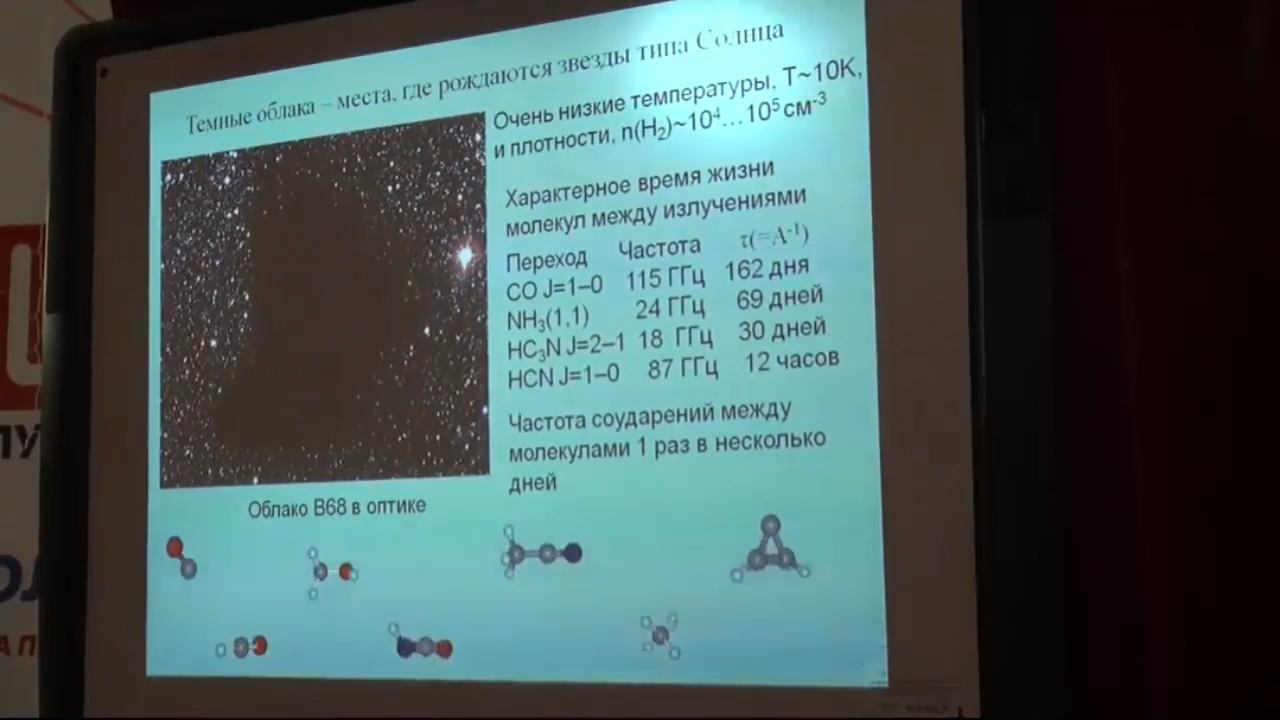 Темные облака – места, где рождаются звезды типа Солнца
Очень низкие температуры, T~10K,
и плотности, n(H₂)~10⁴…10⁵ см⁻³
Характерное время жизни
молекул между излучениями
Переход Частота τ(=A⁻¹)
CO J=1–0 115 ГГц 162 дня
NH₃(1,1) 24 ГГц 69 дней
HC₃N J=2–1 18 ГГц 30 дней
HCN J=1–0 87 ГГц 12 часов
Частота соударений между
молекулами 1 раз в несколько
дней
Облако B68 в оптике